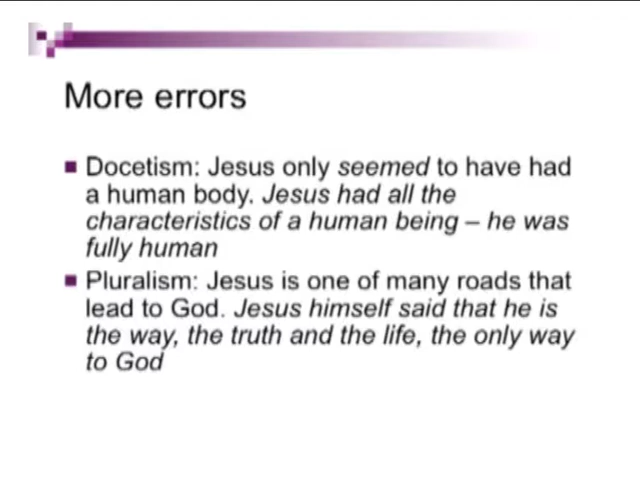 More errors
Docetism: Jesus only seemed to have had
a human body. Jesus had all the
characteristics of a human being – he was
fully human
Pluralism: Jesus is one of many roads that
lead to God. Jesus himself said that he is
the way, the truth and the life, the only way
to God